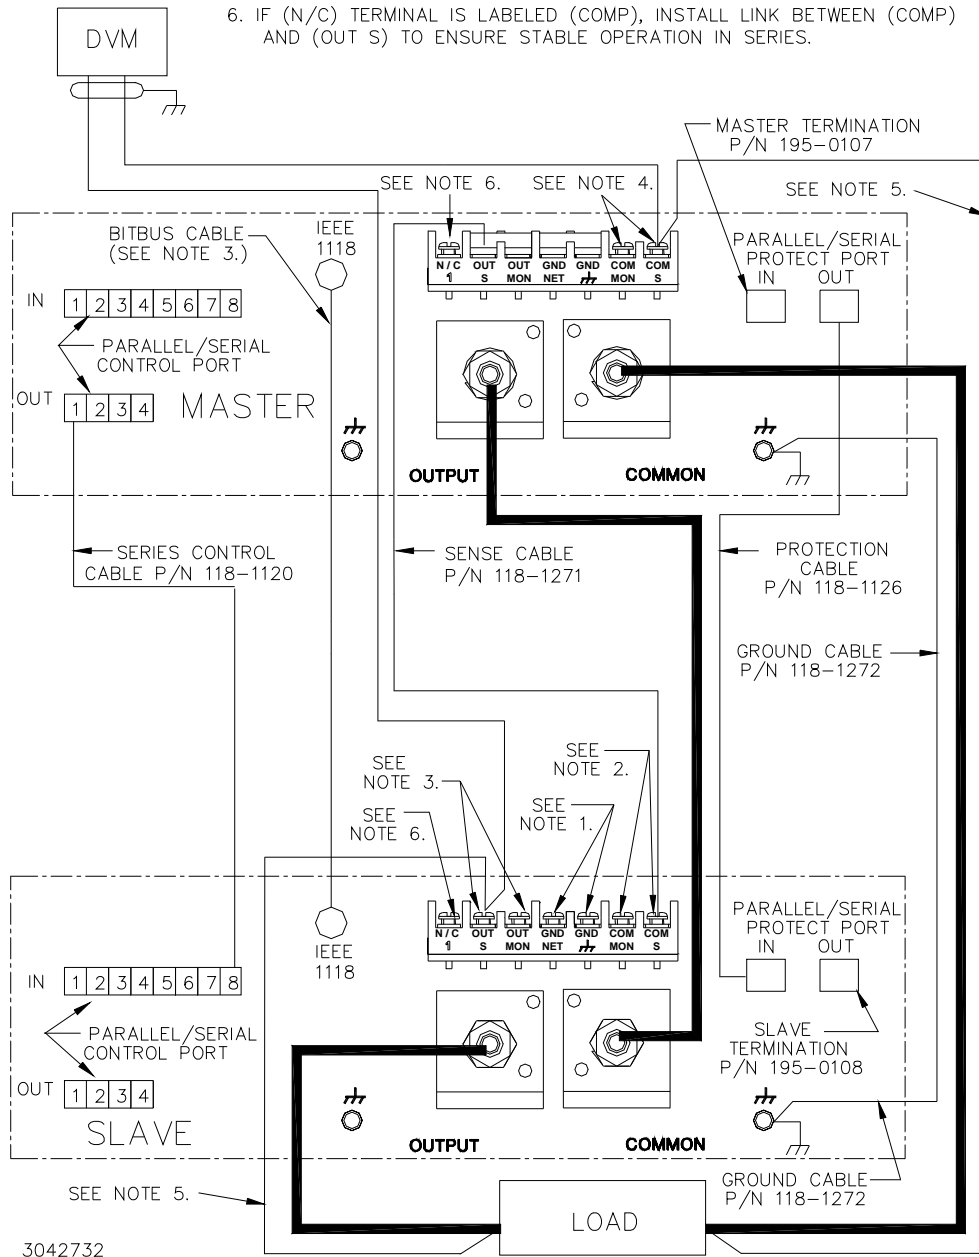 6. IF (N/C) TERMINAL IS LABELED (COMP), INSTALL LINK BETWEEN (COMP)
AND (OUT S) TO ENSURE STABLE OPERATION IN SERIES.
DVM
MASTER TERMINATION
P/N 195-0107
SEE NOTE 6.
SEE NOTE 4.
SEE NOTE 5.
BITBUS CABLE
(SEE NOTE 3.)
IEEE
1118
N / C OUT OUT GND GND COM COM
1 S MON NET MON S
PARALLEL/SERIAL
PROTECT PORT
IN OUT
IN 1 2 3 4 5 6 7 8
PARALLEL/SERIAL
CONTROL PORT
OUT 1 2 3 4
MASTER
OUTPUT
COMMON
SERIES CONTROL
CABLE P/N 118-1120
SENSE CABLE
P/N 118-1271
PROTECTION
CABLE
P/N 118-1126
GROUND CABLE
P/N 118-1272
SEE
NOTE 3.
SEE
NOTE 2.
SEE
NOTE 6.
SEE
NOTE 1.
IEEE
1118
N / C OUT OUT GND GND COM COM
1 S MON NET MON S
PARALLEL/SERIAL
PROTECT PORT
IN OUT
IN 1 2 3 4 5 6 7 8
PARALLEL/SERIAL
CONTROL PORT
OUT 1 2 3 4
SLAVE
SLAVE
TERMINATION
P/N 195-0108
OUTPUT
COMMON
SEE NOTE 5.
GROUND CABLE
P/N 118-1272
LOAD
3042732